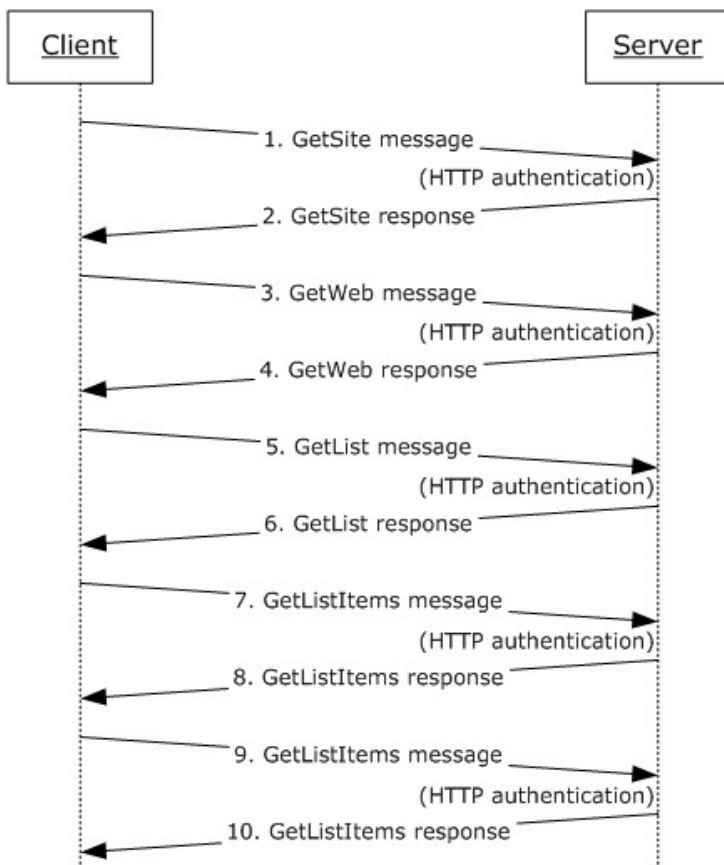 Client
Server
1. GetSite message
(HTTP authentication)
2. GetSite response
3. GetWeb message
(HTTP authentication)
4. GetWeb response
5. GetList message
(HTTP authentication)
6. GetList response
7. GetListItems message
(HTTP authentication)
8. GetListItems response
9. GetListItems message
(HTTP authentication)
10. GetListItems response